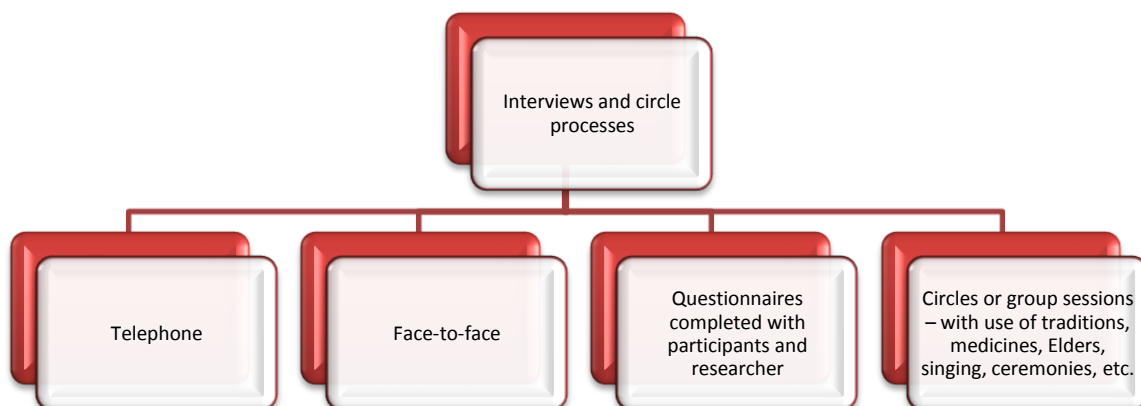 Interviews and circle
processes
Telephone
Face-to-face
Questionnaires
completed with
participants and
researcher
Circles or group sessions
– with use of traditions,
medicines, Elders,
singing, ceremonies, etc.